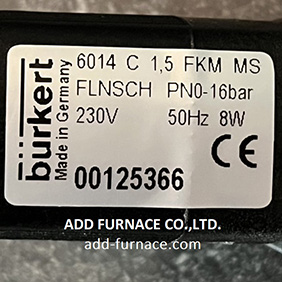 bürkert
Made in Germany
6014 C 1,5 FKM MS
FLNSCH PN0-16bar
230V 50Hz 8W
CE
00125366
ADD FURNACE CO.,LTD.
add-furnace.com